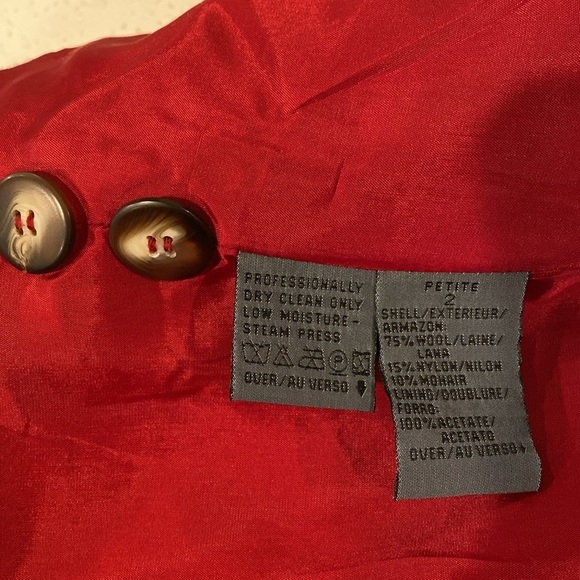 PROFESSIONALLY
DRY CLEAN ONLY
LOW MOISTURE-
STEAM PRESS
P
OVER/AU VERSO
PETITE
2
SHELL/EXTERIEUR/
ARMAZON:
75% WOOL/LAINE/
LANA
15% NYLON/NILON
10% MOHAIR
LINING/DOUBLURE/
FORRO:
100% ACETATE/
ACETATO
OVER/AU VERSO